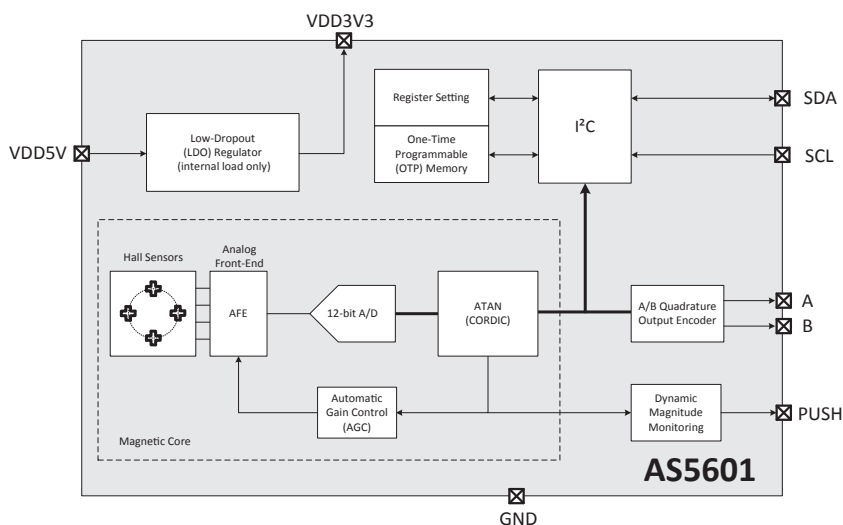 VDD3V3
VDD5V
Low-Dropout
(LDO) Regulator
(internal load only)
Register Setting
One-Time
Programmable
(OTP) Memory
I²C
SDA
SCL
Hall Sensors
Analog
Front-End
AFE
12-bit A/D
ATAN
(CORDIC)
A/B Quadrature
Output Encoder
A
B
Automatic
Gain Control
(AGC)
Dynamic
Magnitude
Monitoring
PUSH
Magnetic Core
AS5601
GND